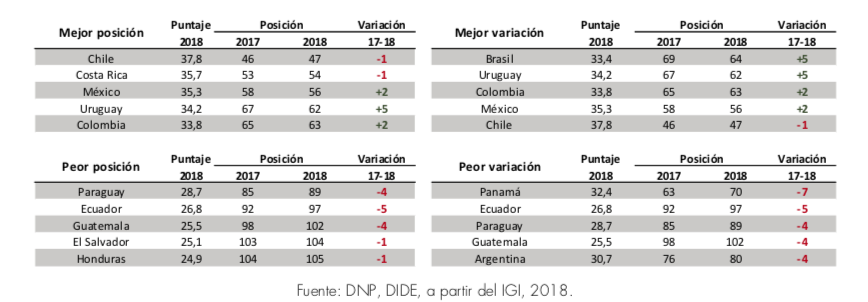 Mejor posición Puntaje 2018 Posición 2017 2018 Variación 17-18
Chile 37,8 46 47 -1
Costa Rica 35,7 53 54 -1
México 35,3 58 56 +2
Uruguay 34,2 67 62 +5
Colombia 33,8 65 63 +2
Mejor variación Puntaje 2018 Posición 2017 2018 Variación 17-18
Brasil 33,4 69 64 +5
Uruguay 34,2 67 62 +5
Colombia 33,8 65 63 +2
México 35,3 58 56 +2
Chile 37,8 46 47 -1
Peor posición Puntaje 2018 Posición 2017 2018 Variación 17-18
Paraguay 28,7 85 89 -4
Ecuador 26,8 92 97 -5
Guatemala 25,5 98 102 -4
El Salvador 25,1 103 104 -1
Honduras 24,9 104 105 -1
Peor variación Puntaje 2018 Posición 2017 2018 Variación 17-18
Panamá 32,4 63 70 -7
Ecuador 26,8 92 97 -5
Paraguay 28,7 85 89 -4
Guatemala 25,5 98 102 -4
Argentina 30,7 76 80 -4
Fuente: DNP, DIDE, a partir del IGI, 2018.